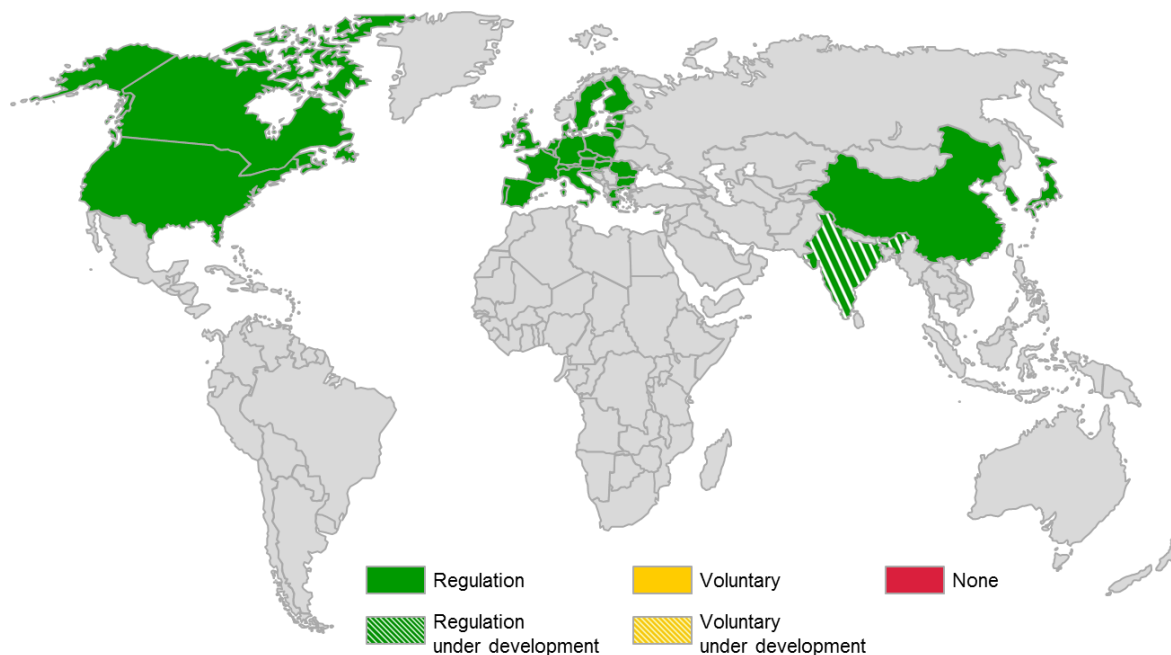 Regulation
Voluntary
None
Regulation
under development
Voluntary
under development